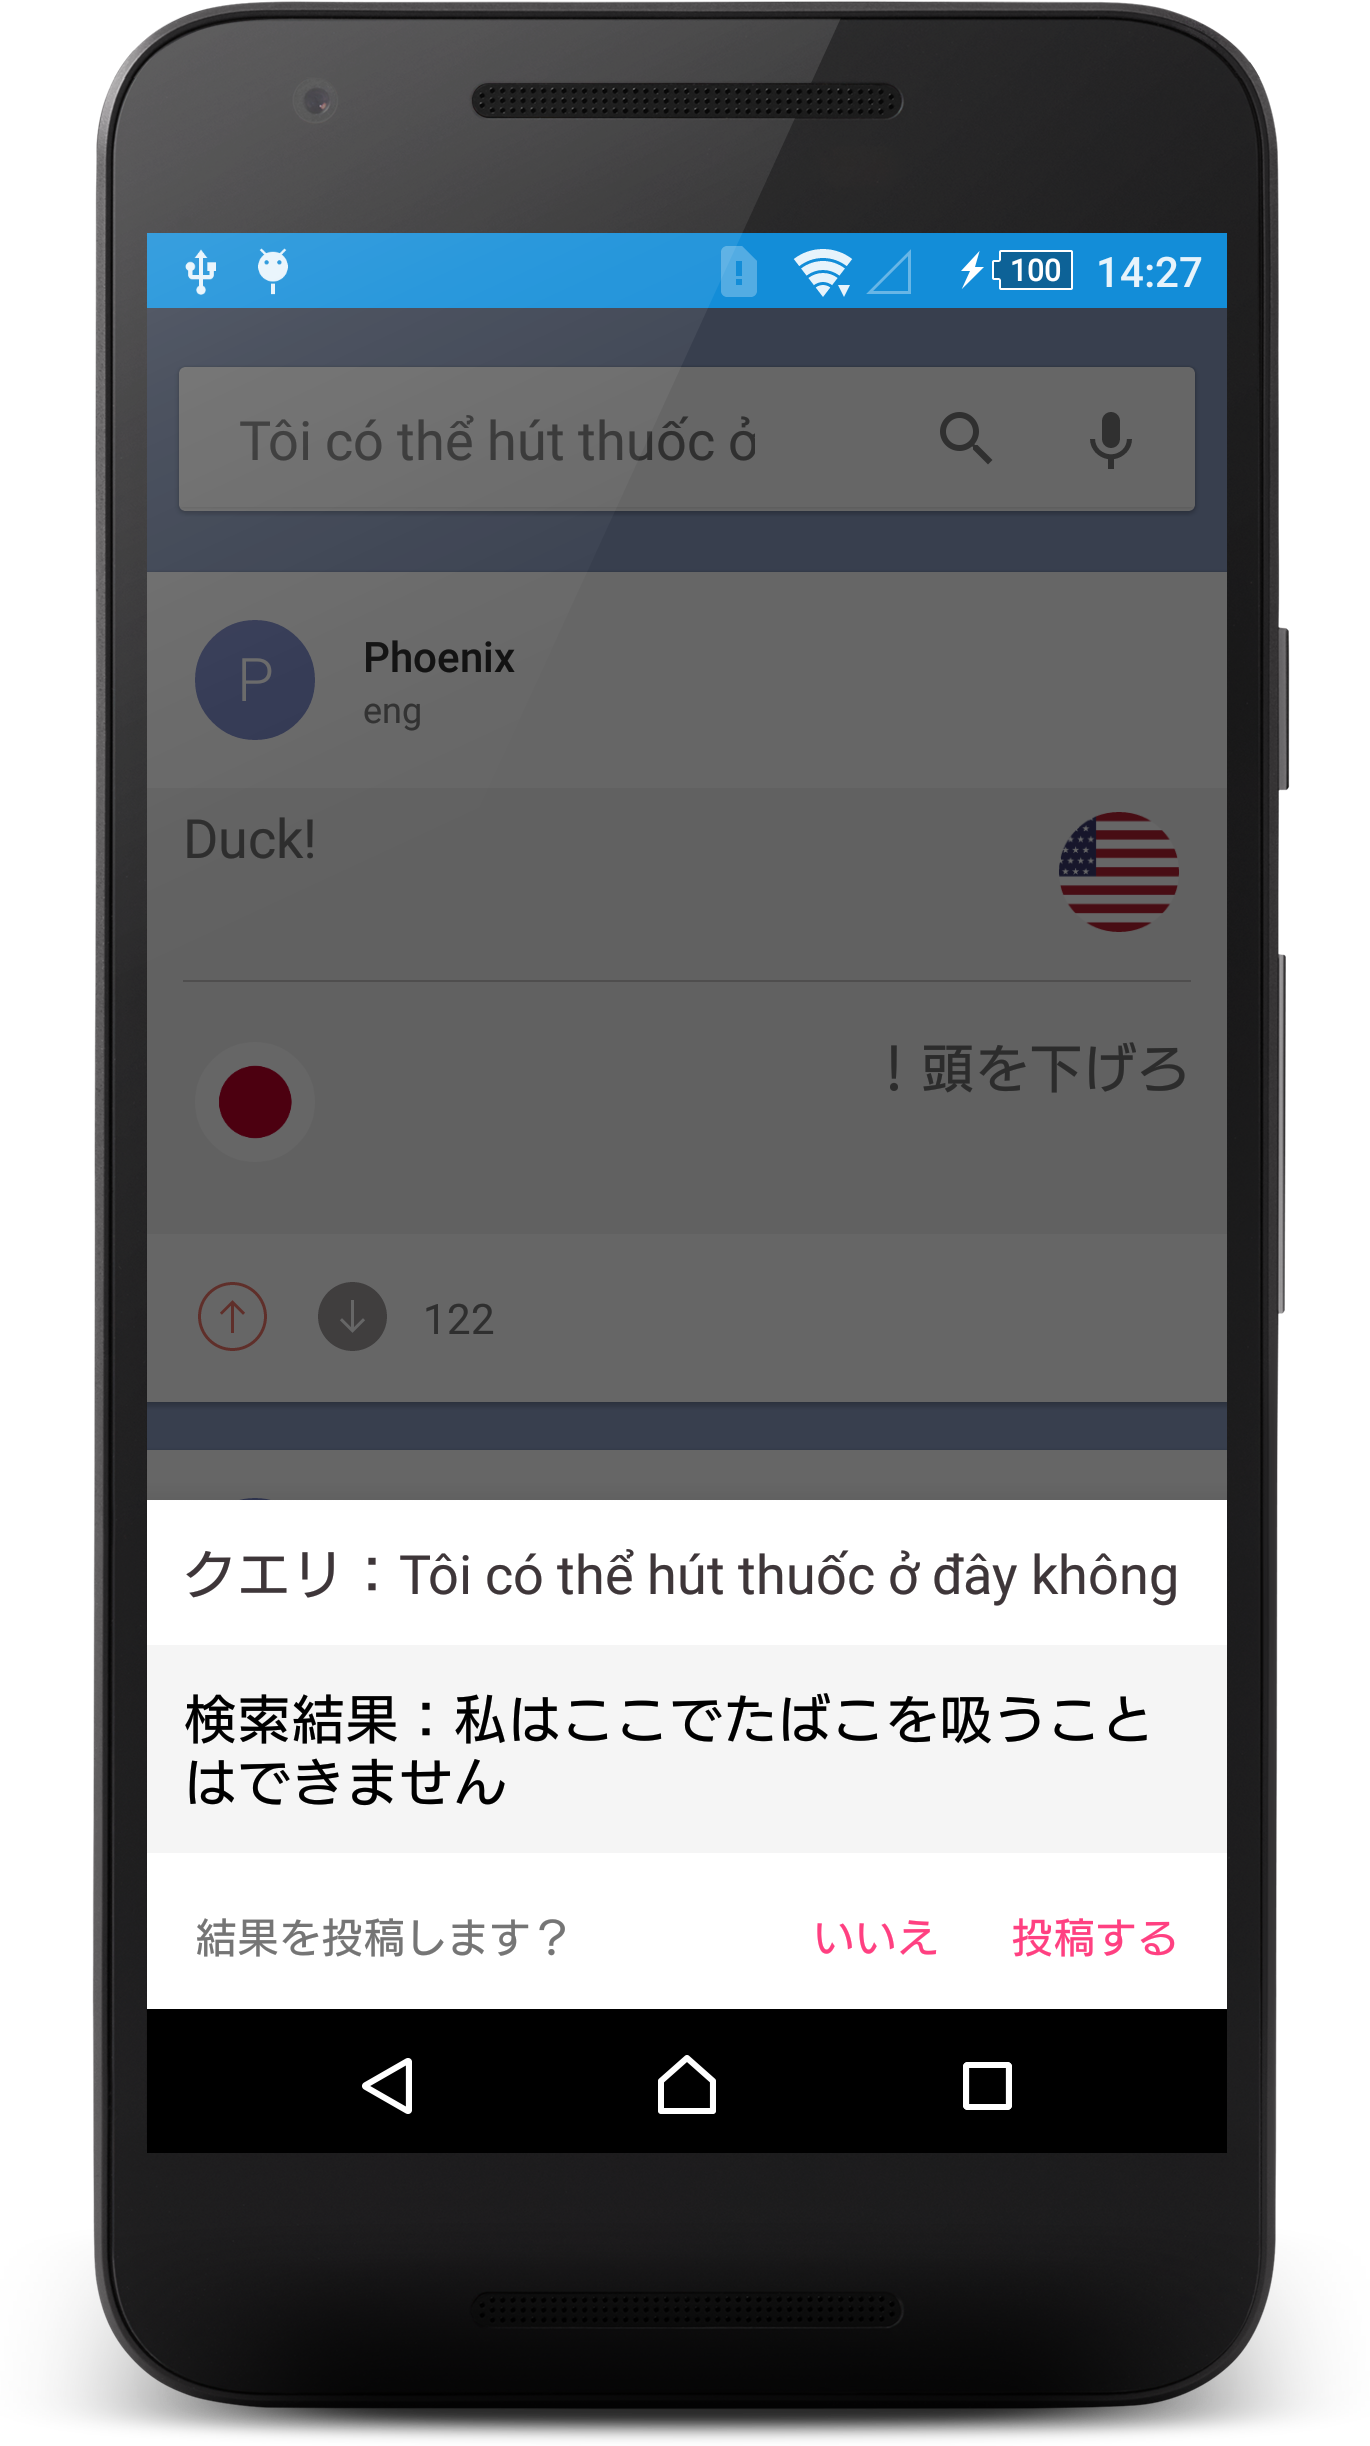 100 14:27
Tôi có thể hút thuốc ở
P
Phoenix
eng
Duck!
！頭を下げろ
122
クエリ：Tôi có thể hút thuốc ở đây không
検索結果：私はここでたばこを吸うこと
はできません
結果を投稿します？ いいえ 投稿する